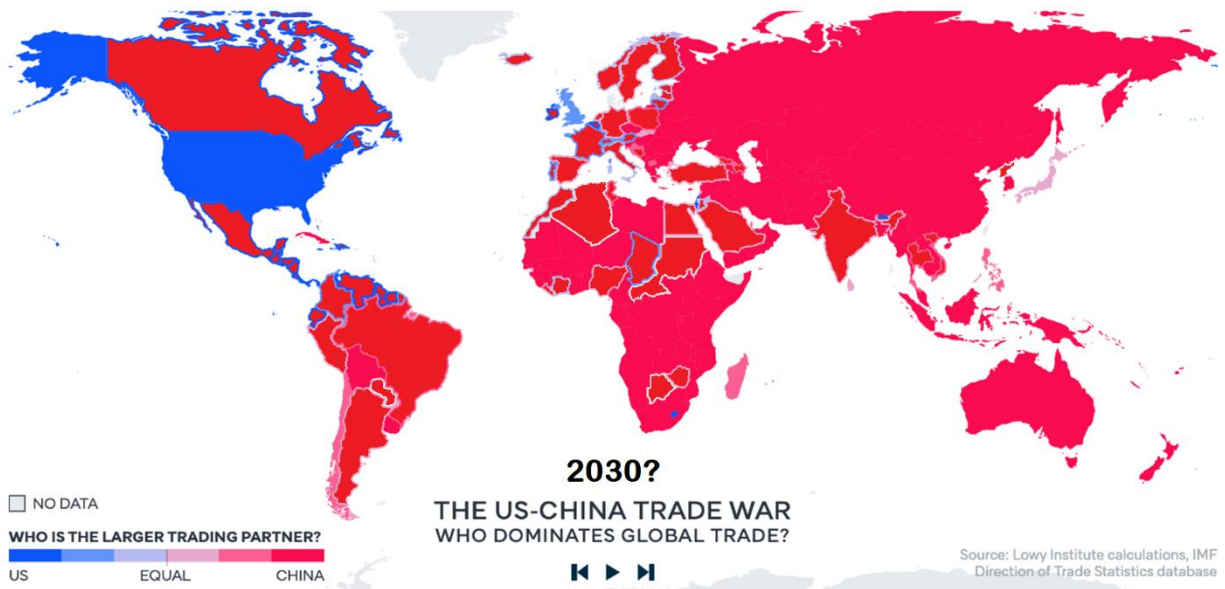 2030?
THE US-CHINA TRADE WAR
WHO DOMINATES GLOBAL TRADE?
NO DATA
WHO IS THE LARGER TRADING PARTNER?
US EQUAL CHINA
Source: Lowy Institute calculations, IMF
Direction of Trade Statistics database